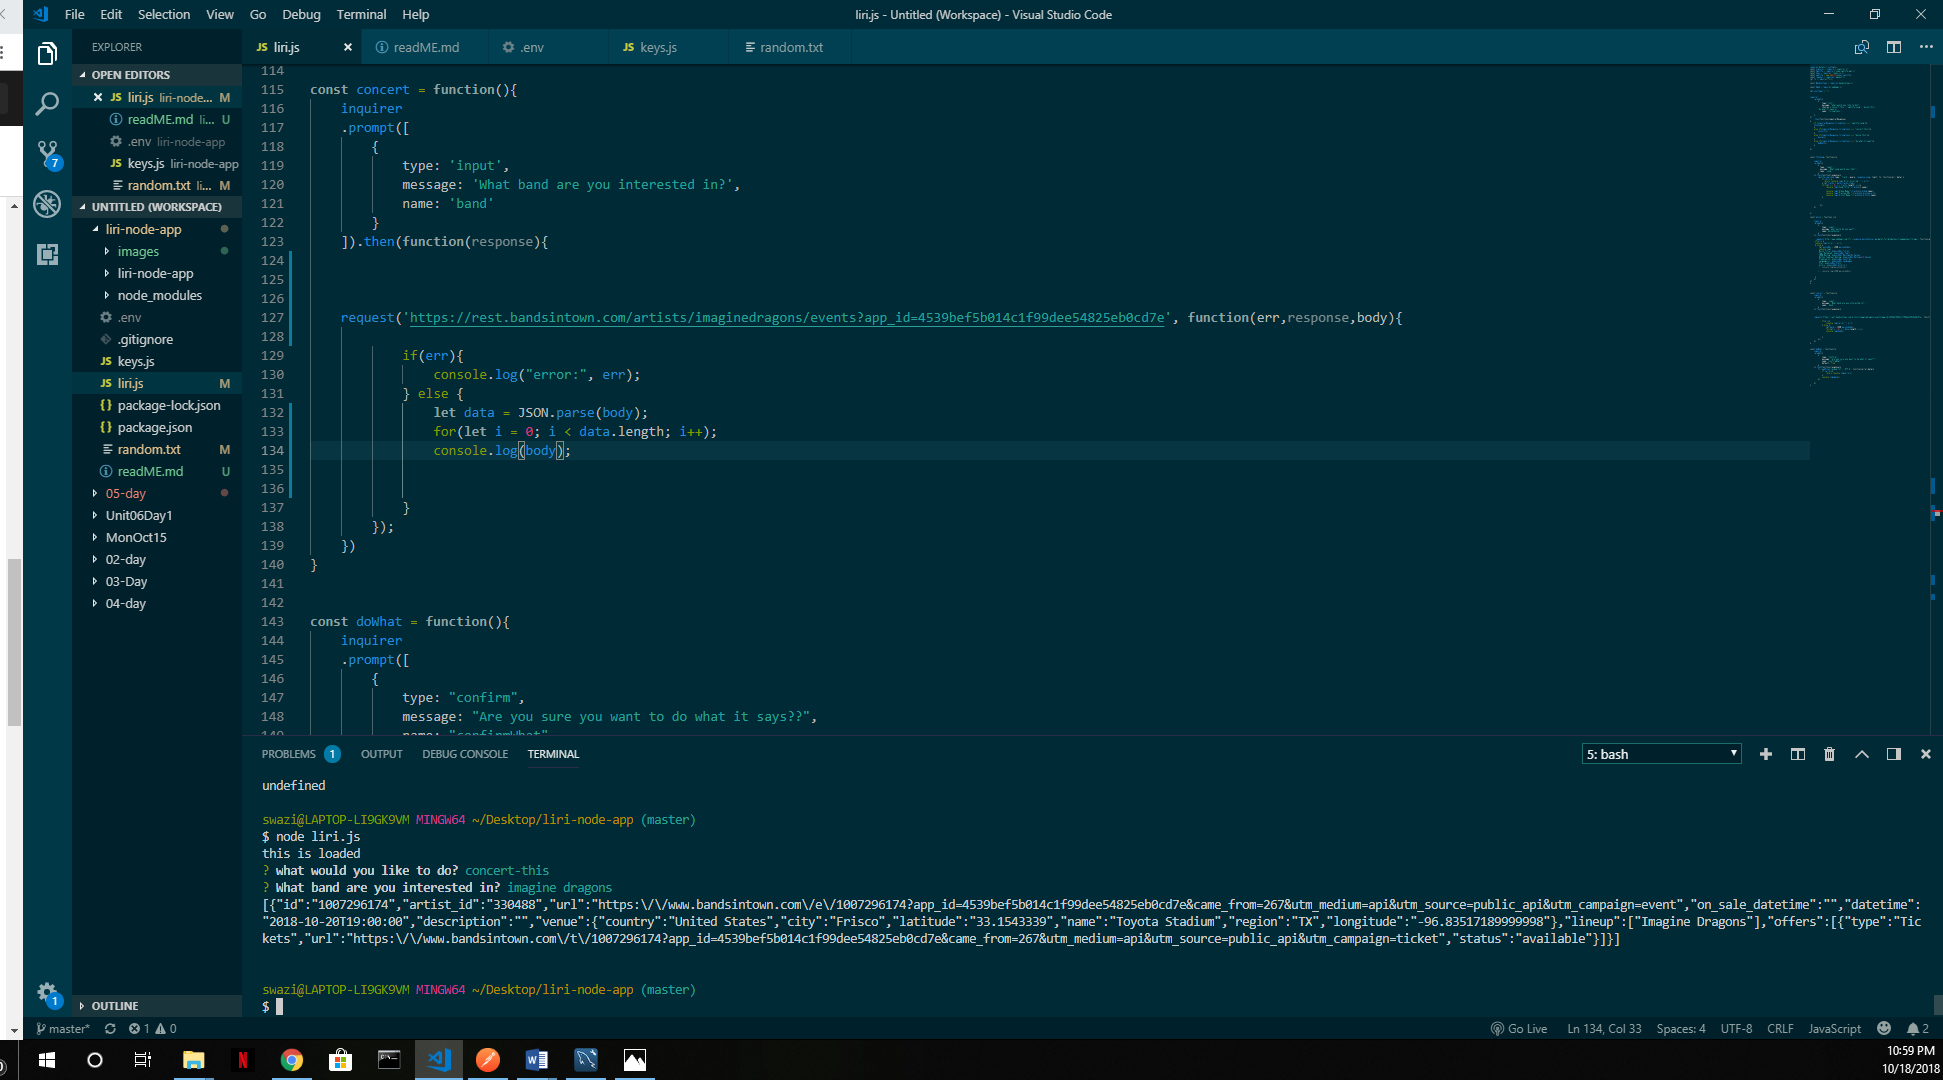 File Edit Selection View Go Debug Terminal Help
liri.js - Untitled (Workspace) - Visual Studio Code
EXPLORER
OPEN EDITORS
JS liri.js liri-node... M
readME.md li... U
.env liri-node-app
JS keys.js liri-node-app
random.txt li... M
UNTITLED (WORKSPACE)
liri-node-app
images
liri-node-app
node_modules
.env
.gitignore
JS keys.js
JS liri.js M
{} package-lock.json
{} package.json
random.txt M
readME.md U
05-day
Unit06Day1
MonOct15
02-day
03-Day
04-day
OUTLINE
7
1
JS liri.js
readME.md
.env
JS keys.js
random.txt
114
115 const concert = function(){
116 inquirer
117 .prompt([
118 {
119 type: 'input',
120 message: 'What band are you interested in?',
121 name: 'band'
122 }
123 ]).then(function(response){
124
125
126
127 request('https://rest.bandsintown.com/artists/imaginedragons/events?app_id=4539bef5b014c1f99dee54825eb0cd7e', function(err,response,body){
128
129 if(err){
130 console.log("error:", err);
131 } else {
132 let data = JSON.parse(body);
133 for(let i = 0; i < data.length; i++);
134 console.log(body);
135
136
137 }
138 });
139 })
140 }
141
142
143 const doWhat = function(){
144 inquirer
145 .prompt([
146 {
147 type: "confirm",
148 message: "Are you sure you want to do what it says??",
149 name: "confirmWhat"
PROBLEMS 1 OUTPUT DEBUG CONSOLE TERMINAL
5: bash
undefined
swazi@LAPTOP-LI9GK9VM MINGW64 ~/Desktop/liri-node-app (master)
$ node liri.js
this is loaded
? what would you like to do? concert-this
? What band are you interested in? imagine dragons
[{"id":"1007296174","artist_id":"330488","url":"https:\/\/www.bandsintown.com\/e\/1007296174?app_id=4539bef5b014c1f99dee54825eb0cd7e&came_from=267&utm_medium=api&utm_source=public_api&utm_campaign=event","on_sale_datetime":"","datetime":
"2018-10-20T19:00:00","description":"","venue":{"country":"United States","city":"Frisco","latitude":"33.1543339","name":"Toyota Stadium","region":"TX","longitude":"-96.83517189999998"},"lineup":["Imagine Dragons"],"offers":[{"type":"Tic
kets","url":"https:\/\/www.bandsintown.com\/t\/1007296174?app_id=4539bef5b014c1f99dee54825eb0cd7e&came_from=267&utm_medium=api&utm_source=public_api&utm_campaign=ticket","status":"available"}]}]
swazi@LAPTOP-LI9GK9VM MINGW64 ~/Desktop/liri-node-app (master)
$
master* 1 0
Go Live Ln 134, Col 33 Spaces: 4 UTF-8 CRLF JavaScript 2
10:59 PM
10/18/2018